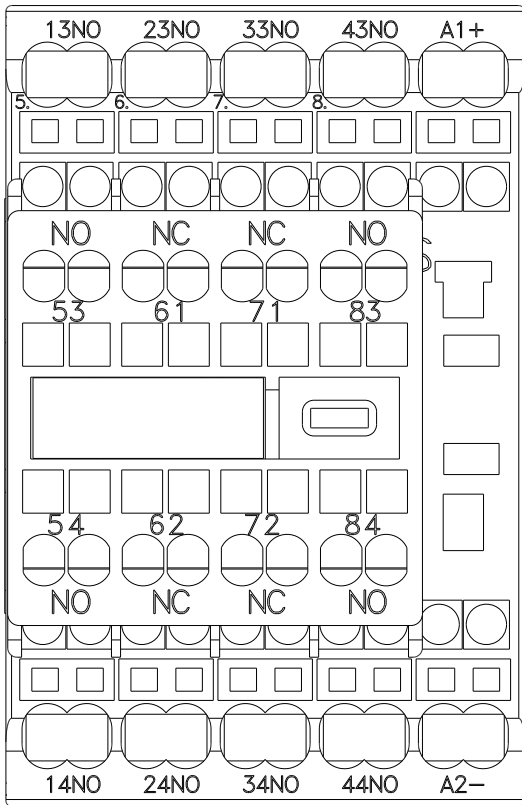 13NO 23NO 33NO 43NO A1+
5. 6. 7. 8.
NO NC NC NO
53 61 71 83
54 62 72 84
NO NC NC NO
14NO 24NO 34NO 44NO A2−